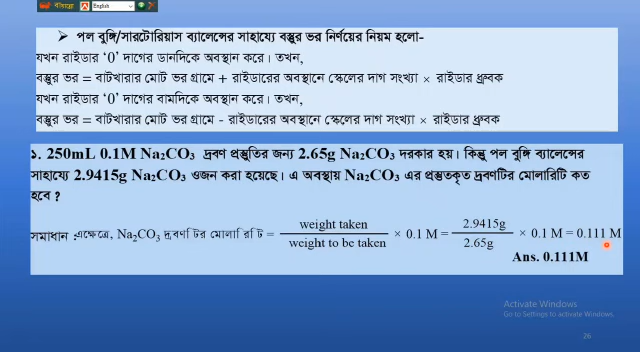 English
➤ পল বুঙ্গি/সারটোরিয়াস ব্যালেন্সের সাহায্যে বস্তুর ভর নির্ণয়ের নিয়ম হলো-
যখন রাইডার ‘0’ দাগের ডানদিকে অবস্থান করে। তখন,
বস্তুর ভর = বাটখারার মোট ভর গ্রামে + রাইডারের অবস্থানে স্কেলের দাগ সংখ্যা × রাইডার ধ্রুবক
যখন রাইডার ‘0’ দাগের বামদিকে অবস্থান করে। তখন,
বস্তুর ভর = বাটখারার মোট ভর গ্রামে - রাইডারের অবস্থানে স্কেলের দাগ সংখ্যা × রাইডার ধ্রুবক
১. 250mL 0.1M Na₂CO₃ দ্রবণ প্রস্তুতির জন্য 2.65g Na₂CO₃ দরকার হয়। কিন্তু পল বুঙ্গি ব্যালেন্সের
সাহায্যে 2.9415g Na₂CO₃ ওজন করা হয়েছে। এ অবস্থায় Na₂CO₃ এর প্রস্তুতকৃত দ্রবণটির মোলারিটি কত
হবে ?
সমাধান : এক্ষেত্রে, Na₂CO₃ দ্রবণটির মোলারিটি = weight taken / weight to be taken × 0.1 M = 2.9415g / 2.65g × 0.1 M = 0.111 M
Ans. 0.111M
Activate Windows
Go to Settings to activate Windows.
26